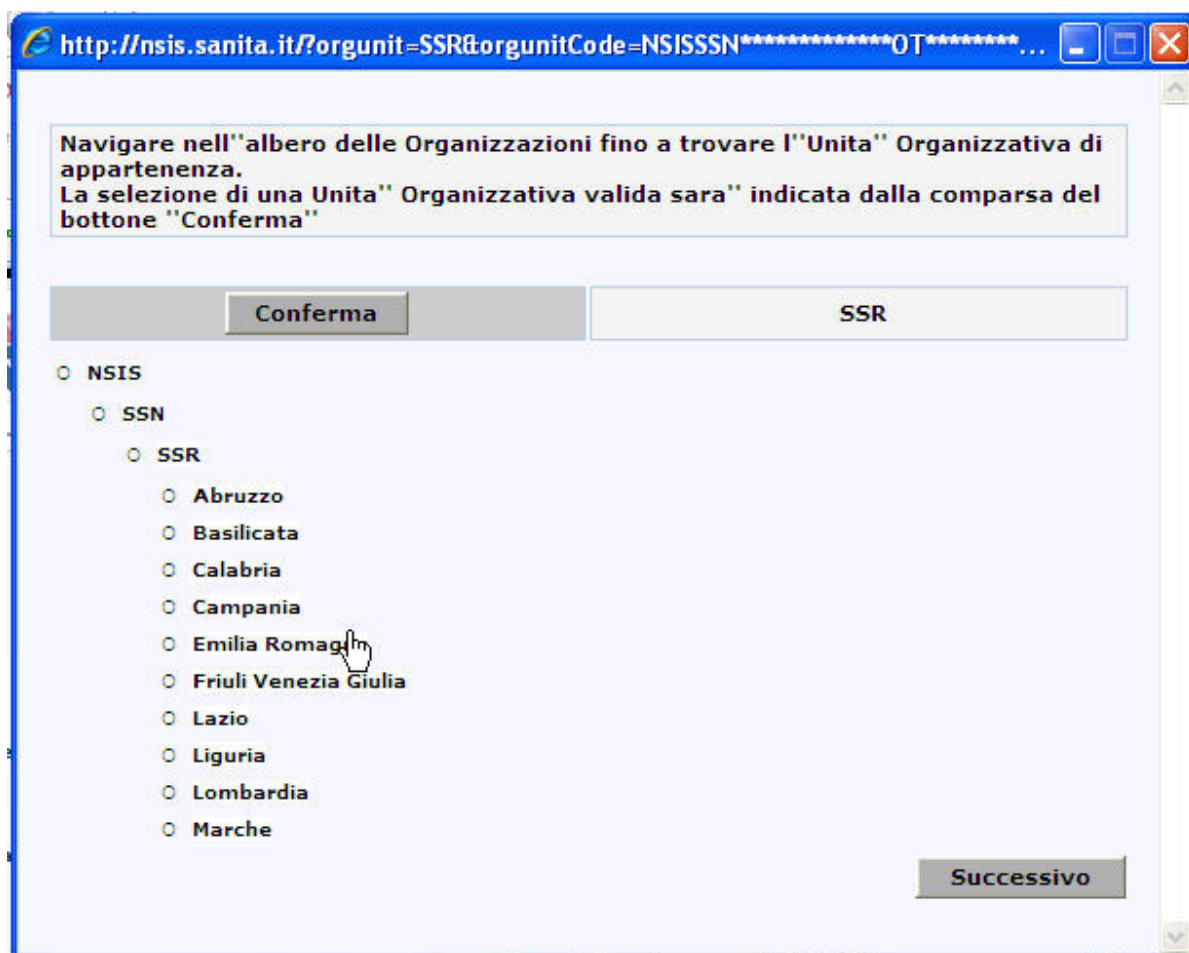 http://nsis.sanita.it/?orgunit=SSR&orgunitCode=NSISSSN*************OT********...
Navigare nell''albero delle Organizzazioni fino a trovare l''Unita'' Organizzativa di
appartenenza.
La selezione di una Unita'' Organizzativa valida sara'' indicata dalla comparsa del
bottone ''Conferma''
Conferma
SSR
NSIS
SSN
SSR
Abruzzo
Basilicata
Calabria
Campania
Emilia
Friuli Venezia Giulia
Lazio
Liguria
Lombardia
Marche
Successivo